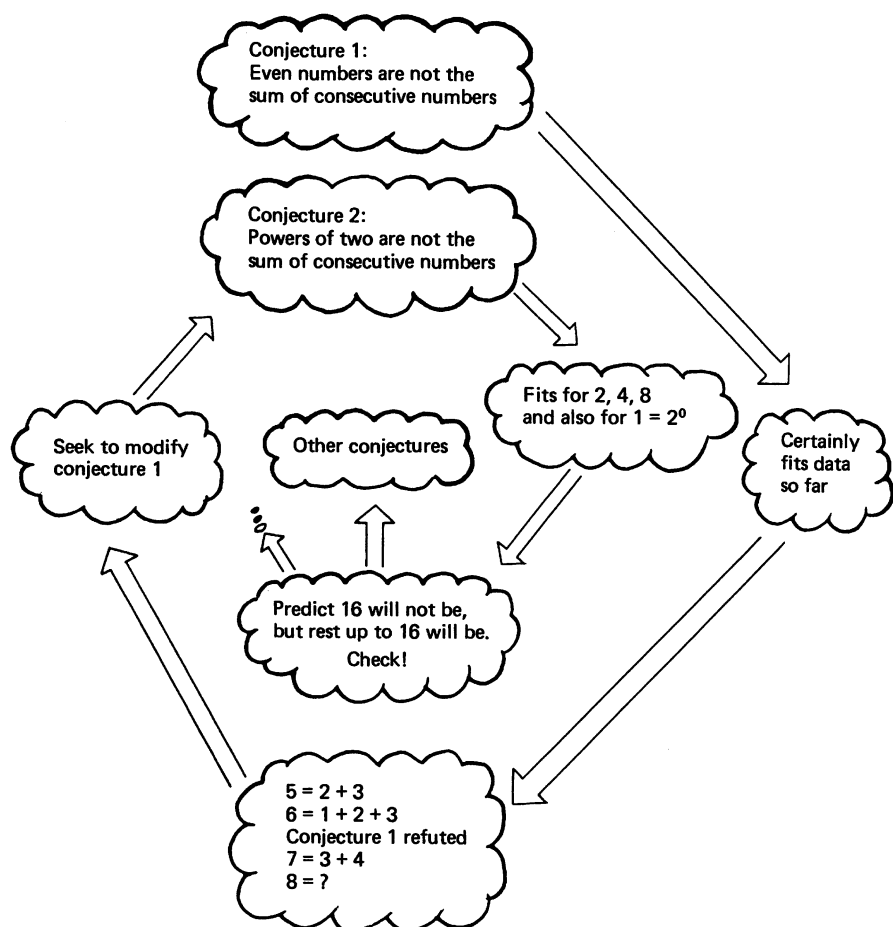 Conjecture 1:
Even numbers are not the
sum of consecutive numbers
Conjecture 2:
Powers of two are not the
sum of consecutive numbers
Fits for 2, 4, 8
and also for 1 = 2⁰
Certainly
fits data
so far
Seek to modify
conjecture 1
Other conjectures
Predict 16 will not be,
but rest up to 16 will be.
Check!
5 = 2 + 3
6 = 1 + 2 + 3
Conjecture 1 refuted
7 = 3 + 4
8 = ?